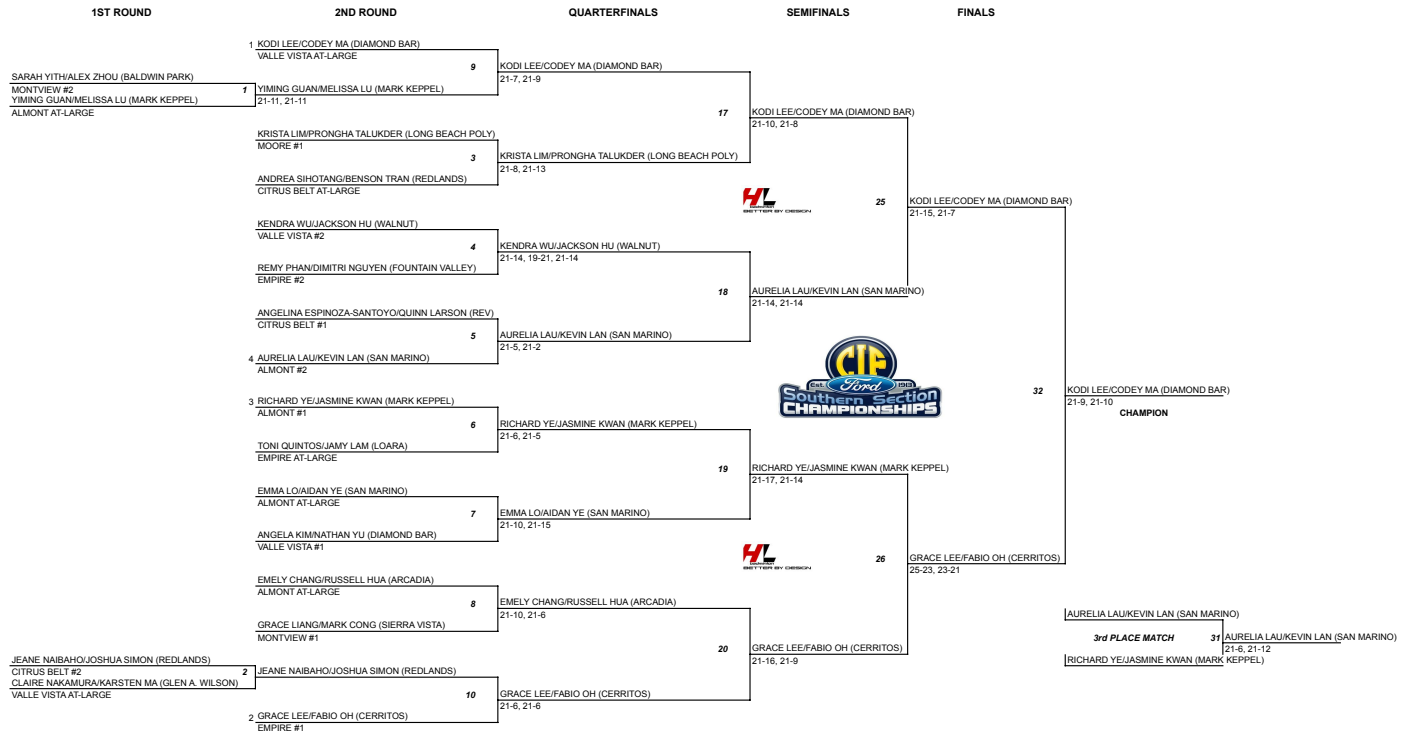 1ST ROUND
2ND ROUND
QUARTERFINALS
SEMIFINALS
FINALS
SARAH YITH/ALEX ZHOU (BALDWIN PARK)
MONTVIEW #2
1
YIMING GUAN/MELISSA LU (MARK KEPPEL)
ALMONT AT-LARGE
JEANE NAIBAHO/JOSHUA SIMON (REDLANDS)
CITRUS BELT #2
2
CLAIRE NAKAMURA/KARSTEN MA (GLEN A. WILSON)
VALLE VISTA AT-LARGE
1 KODI LEE/CODEY MA (DIAMOND BAR)
VALLE VISTA AT-LARGE
9
YIMING GUAN/MELISSA LU (MARK KEPPEL)
21-11, 21-11
KRISTA LIM/PRONGHA TALUKDER (LONG BEACH POLY)
MOORE #1
3
ANDREA SIHOTANG/BENSON TRAN (REDLANDS)
CITRUS BELT AT-LARGE
KENDRA WU/JACKSON HU (WALNUT)
VALLE VISTA #2
4
REMY PHAN/DIMITRI NGUYEN (FOUNTAIN VALLEY)
EMPIRE #2
ANGELINA ESPINOZA-SANTOYO/QUINN LARSON (REV)
CITRUS BELT #1
5
4 AURELIA LAU/KEVIN LAN (SAN MARINO)
ALMONT #2
3 RICHARD YE/JASMINE KWAN (MARK KEPPEL)
ALMONT #1
6
TONI QUINTOS/JAMY LAM (LOARA)
EMPIRE AT-LARGE
EMMA LO/AIDAN YE (SAN MARINO)
ALMONT AT-LARGE
7
ANGELA KIM/NATHAN YU (DIAMOND BAR)
VALLE VISTA #1
EMELY CHANG/RUSSELL HUA (ARCADIA)
ALMONT AT-LARGE
8
GRACE LIANG/MARK CONG (SIERRA VISTA)
MONTVIEW #1
JEANE NAIBAHO/JOSHUA SIMON (REDLANDS)
10
2 GRACE LEE/FABIO OH (CERRITOS)
EMPIRE #1
KODI LEE/CODEY MA (DIAMOND BAR)
21-7, 21-9
17
KRISTA LIM/PRONGHA TALUKDER (LONG BEACH POLY)
21-8, 21-13
KENDRA WU/JACKSON HU (WALNUT)
21-14, 19-21, 21-14
18
AURELIA LAU/KEVIN LAN (SAN MARINO)
21-5, 21-2
RICHARD YE/JASMINE KWAN (MARK KEPPEL)
21-6, 21-5
19
EMMA LO/AIDAN YE (SAN MARINO)
21-10, 21-15
EMELY CHANG/RUSSELL HUA (ARCADIA)
21-10, 21-6
20
GRACE LEE/FABIO OH (CERRITOS)
21-6, 21-6
KODI LEE/CODEY MA (DIAMOND BAR)
21-10, 21-8
HL
BETTER BY DESIGN
25
AURELIA LAU/KEVIN LAN (SAN MARINO)
21-14, 21-14
CIF
Est. Ford 1913
Southern Section
CHAMPIONSHIPS
RICHARD YE/JASMINE KWAN (MARK KEPPEL)
21-17, 21-14
HL
BETTER BY DESIGN
26
GRACE LEE/FABIO OH (CERRITOS)
21-16, 21-9
KODI LEE/CODEY MA (DIAMOND BAR)
21-15, 21-7
32
GRACE LEE/FABIO OH (CERRITOS)
25-23, 23-21
KODI LEE/CODEY MA (DIAMOND BAR)
21-9, 21-10
CHAMPION
AURELIA LAU/KEVIN LAN (SAN MARINO)
3rd PLACE MATCH 31 AURELIA LAU/KEVIN LAN (SAN MARINO)
21-6, 21-12
RICHARD YE/JASMINE KWAN (MARK KEPPEL)